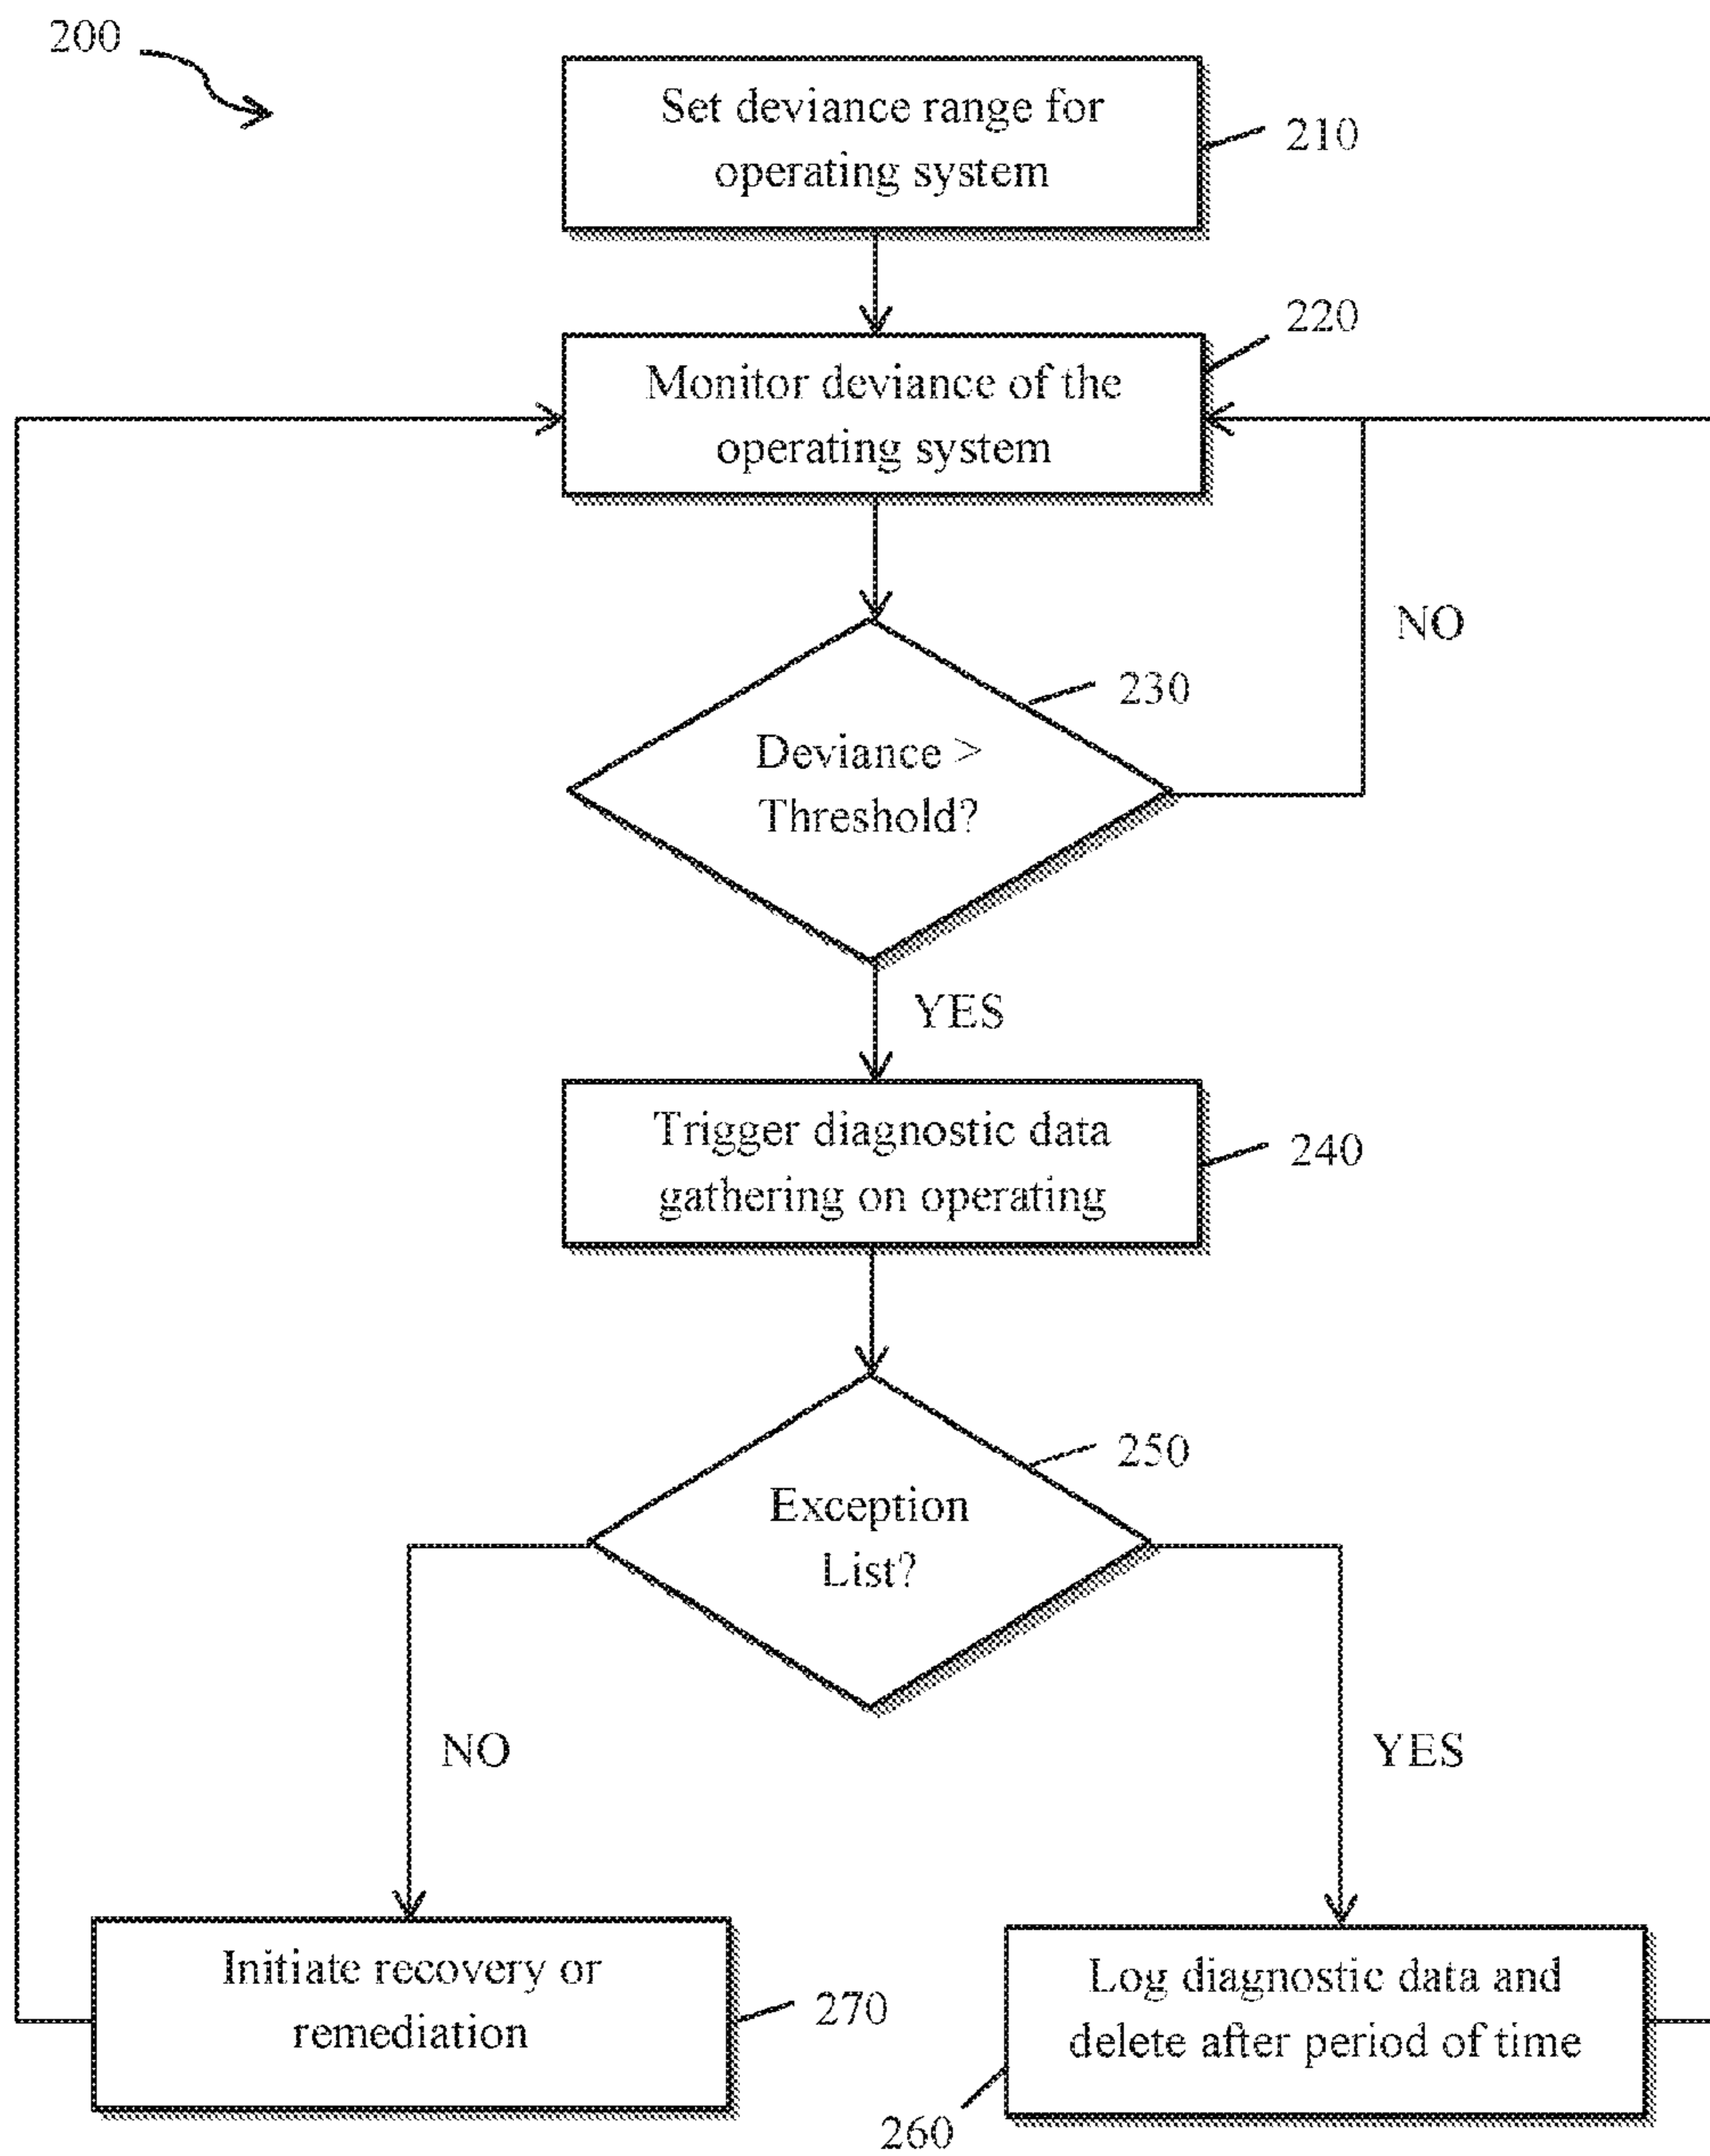 200
Set deviance range for
operating system
210
220
Monitor deviance of the
operating system
NO
230
Deviance >
Threshold?
YES
Trigger diagnostic data
gathering on operating
240
250
Exception
List?
NO
YES
Initiate recovery or
remediation
270
Log diagnostic data and
delete after period of time
260